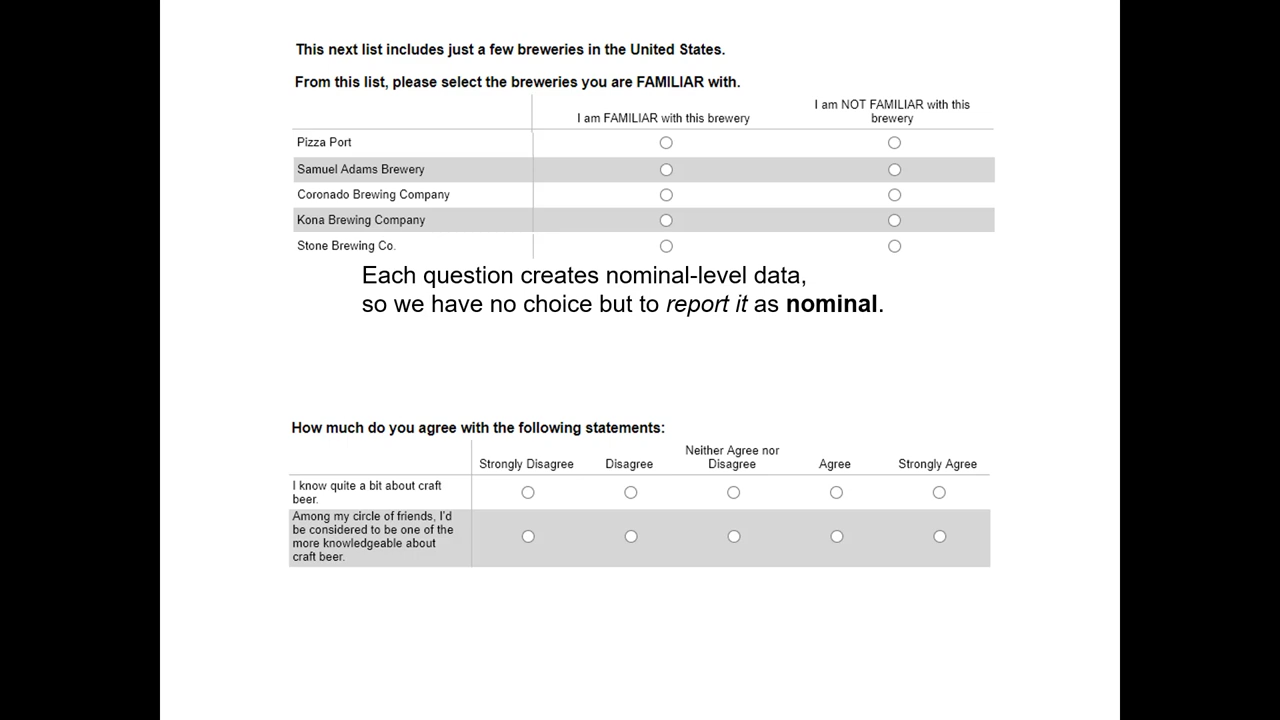 This next list includes just a few breweries in the United States.
From this list, please select the breweries you are FAMILIAR with.
I am FAMILIAR with this brewery
I am NOT FAMILIAR with this
brewery
Pizza Port
Samuel Adams Brewery
Coronado Brewing Company
Kona Brewing Company
Stone Brewing Co.
Each question creates nominal-level data,
so we have no choice but to report it as nominal.
How much do you agree with the following statements:
Strongly Disagree
Disagree
Neither Agree nor
Disagree
Agree
Strongly Agree
I know quite a bit about craft
beer.
Among my circle of friends, I'd
be considered to be one of the
more knowledgeable about
craft beer.